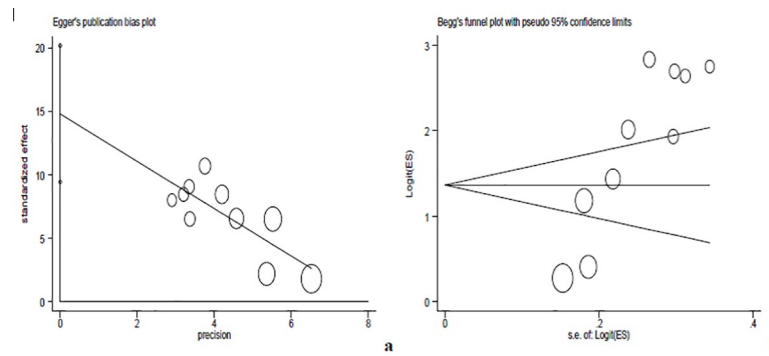 Egger's publication bias plot
standardized effect
20
15
10
5
0
0
2
4
6
8
precision
Begg's funnel plot with pseudo 95% confidence limits
Logit(ES)
3
2
1
0
0
.2
.4
s.e. of: Logit(ES)
a